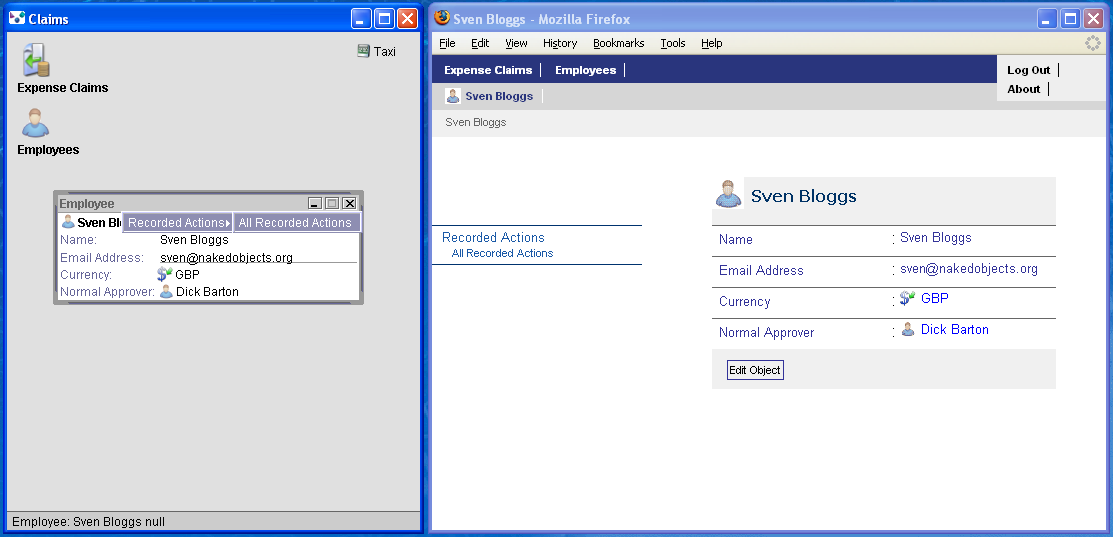 Claims
Taxi
Expense Claims
Employees
Employee
Sven Bl Recorded Actions All Recorded Actions
Name: Sven Bloggs
Email Address: sven@nakedobjects.org
Currency: GBP
Normal Approver: Dick Barton
Employee: Sven Bloggs null
Sven Bloggs - Mozilla Firefox
File Edit View History Bookmarks Tools Help
Expense Claims Employees
Log Out
About
Sven Bloggs
Sven Bloggs
Recorded Actions
All Recorded Actions
Sven Bloggs
Name : Sven Bloggs
Email Address : sven@nakedobjects.org
Currency : GBP
Normal Approver : Dick Barton
Edit Object